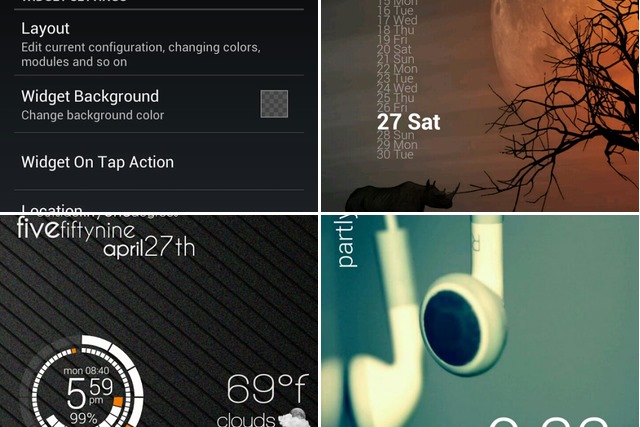 Layout
Edit current configuration, changing colors,
modules and so on
Widget Background
Change background color
Widget On Tap Action
Location
15 Mon
16 Tue
17 Wed
18 Thu
19 Fri
20 Sat
21 Sun
22 Mon
23 Tue
24 Wed
25 Thu
26 Fri
27 Sat
28 Sun
29 Mon
30 Tue
fivefiftynine
april27th
mon 08:40
5 59
pm
99%
69°f
clouds
partly